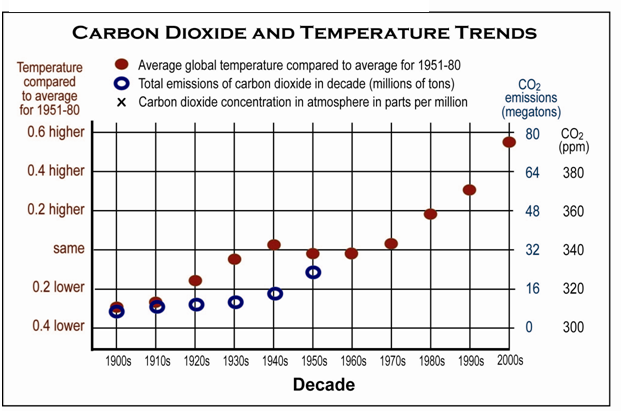 CARBON DIOXIDE AND TEMPERATURE TRENDS
Temperature
compared
to average
for 1951-80
Average global temperature compared to average for 1951-80
Total emissions of carbon dioxide in decade (millions of tons)
x Carbon dioxide concentration in atmosphere in parts per million
CO2
emissions
(megatons)
CO2
(ppm)
0.6 higher 80
0.4 higher 64 380
0.2 higher 48 360
same 32 340
0.2 lower 16 320
0.4 lower 0 300
1900s 1910s 1920s 1930s 1940s 1950s 1960s 1970s 1980s 1990s 2000s
Decade